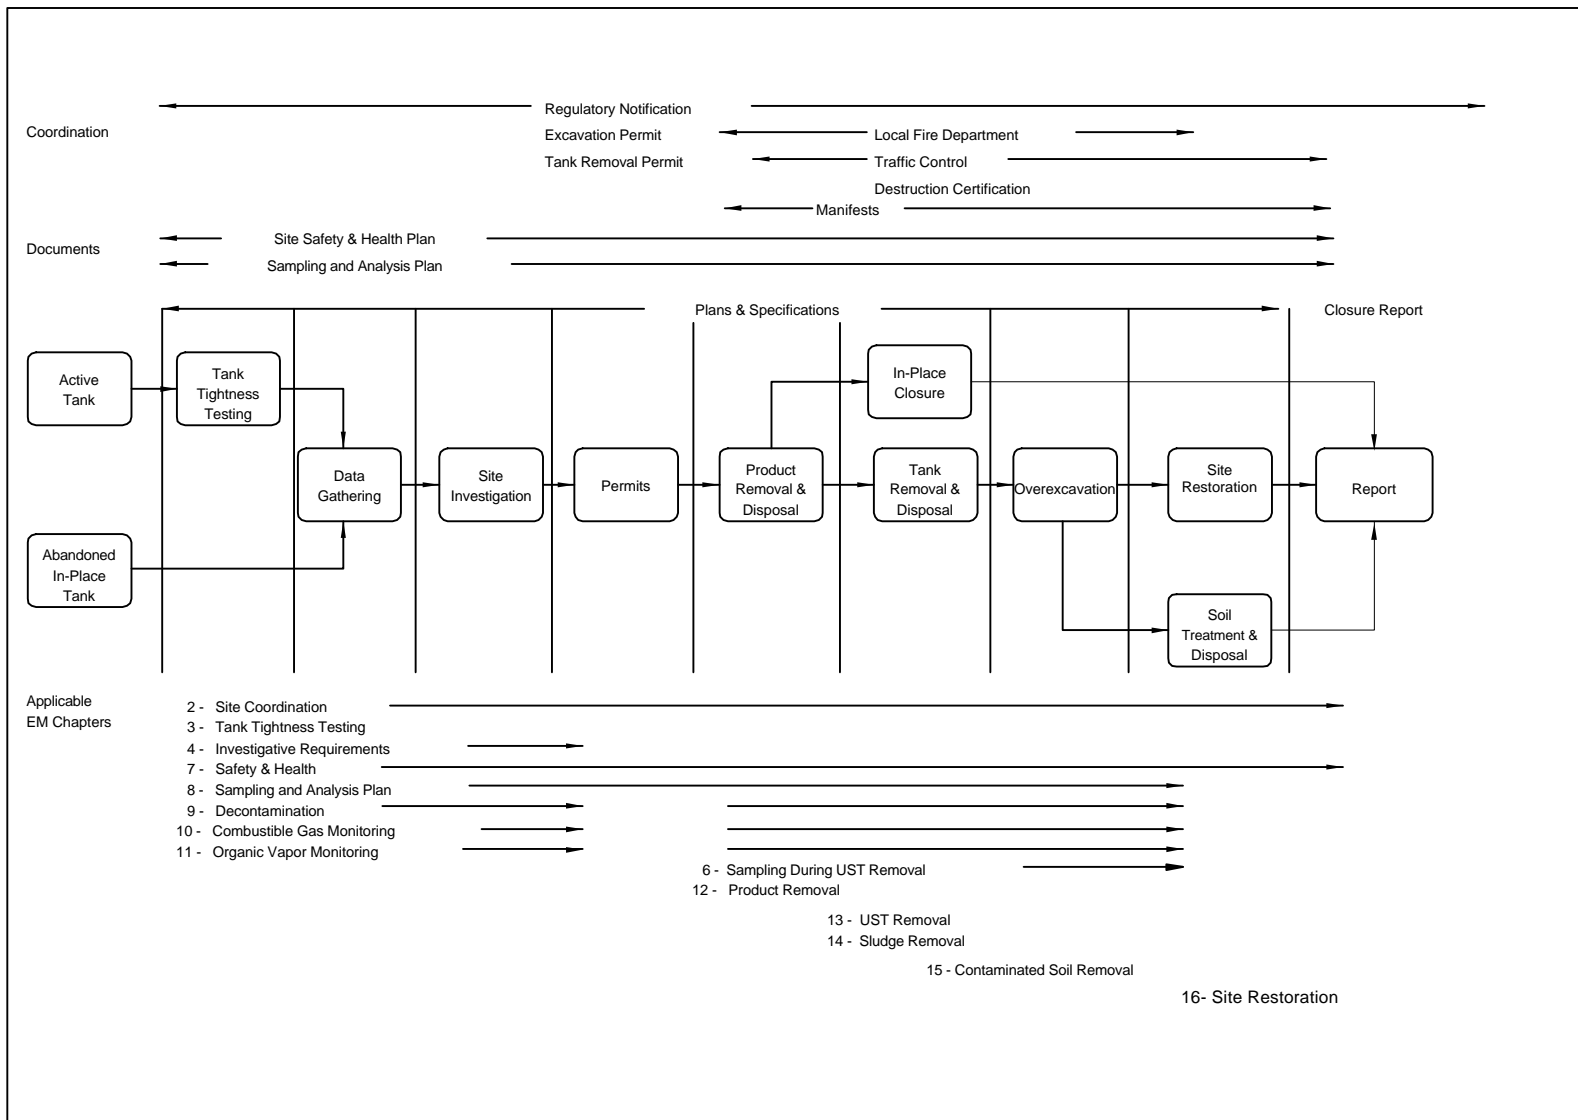 Regulatory Notification
Coordination
Excavation Permit
Local Fire Department
Tank Removal Permit
Traffic Control
Destruction Certification
Manifests
Documents
Site Safety & Health Plan
Sampling and Analysis Plan
Plans & Specifications
Closure Report
Active
Tank
Tank
Tightness
Testing
In-Place
Closure
Data
Gathering
Site
Investigation
Permits
Product
Removal &
Disposal
Tank
Removal &
Disposal
Overexcavation
Site
Restoration
Report
Abandoned
In-Place
Tank
Soil
Treatment &
Disposal
Applicable
EM Chapters
2 - Site Coordination
3 - Tank Tightness Testing
4 - Investigative Requirements
7 - Safety & Health
8 - Sampling and Analysis Plan
9 - Decontamination
10 - Combustible Gas Monitoring
11 - Organic Vapor Monitoring
6 - Sampling During UST Removal
12 - Product Removal
13 - UST Removal
14 - Sludge Removal
15 - Contaminated Soil Removal
16- Site Restoration